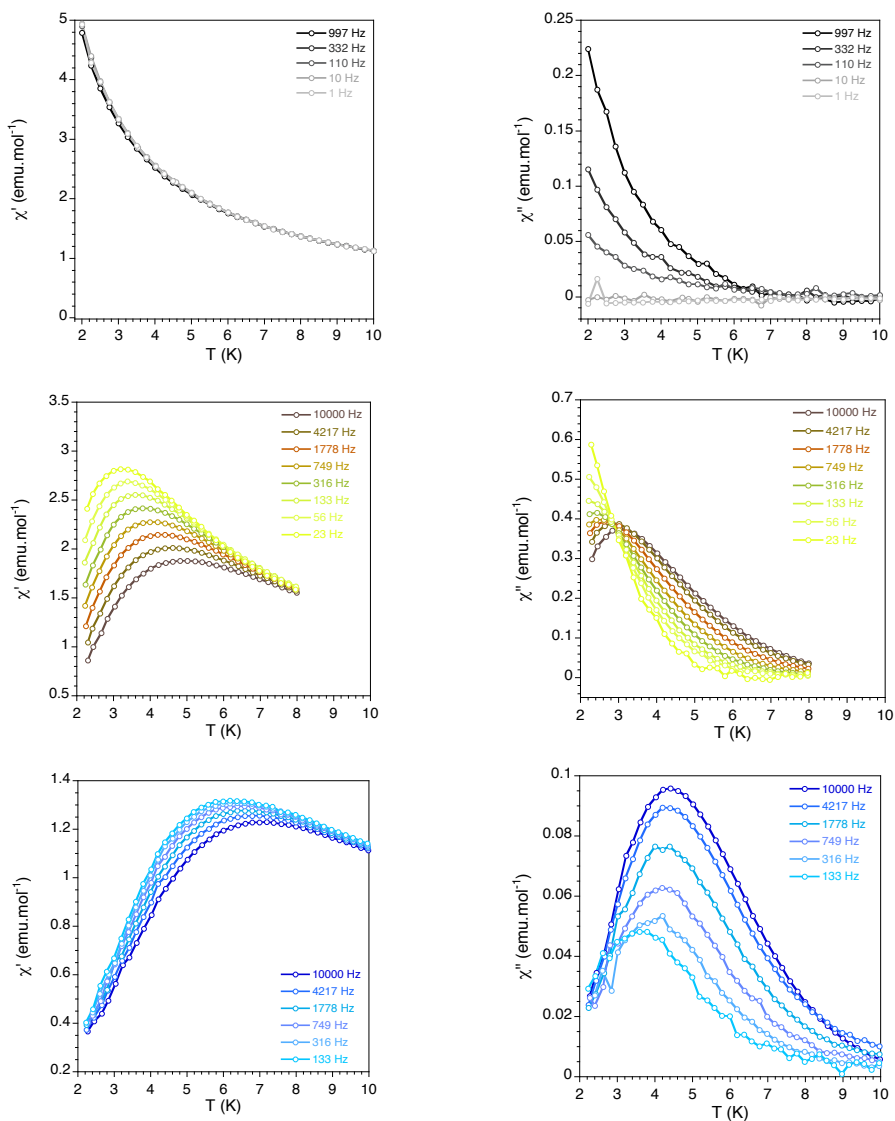 5
4
3
2
1
0
χ' (emu.mol⁻¹)
997 Hz
332 Hz
110 Hz
10 Hz
1 Hz
2 3 4 5 6 7 8 9 10
T (K)
0.25
0.2
0.15
0.1
0.05
0
χ" (emu.mol⁻¹)
997 Hz
332 Hz
110 Hz
10 Hz
1 Hz
2 3 4 5 6 7 8 9 10
T (K)
3.5
3
2.5
2
1.5
1
0.5
χ' (emu.mol⁻¹)
10000 Hz
4217 Hz
1778 Hz
749 Hz
316 Hz
133 Hz
56 Hz
23 Hz
2 3 4 5 6 7 8 9 10
T (K)
0.7
0.6
0.5
0.4
0.3
0.2
0.1
0
χ" (emu.mol⁻¹)
10000 Hz
4217 Hz
1778 Hz
749 Hz
316 Hz
133 Hz
56 Hz
23 Hz
2 3 4 5 6 7 8 9 10
T (K)
1.4
1.2
1
0.8
0.6
0.4
0.2
χ' (emu.mol⁻¹)
10000 Hz
4217 Hz
1778 Hz
749 Hz
316 Hz
133 Hz
2 3 4 5 6 7 8 9 10
T (K)
0.1
0.08
0.06
0.04
0.02
0
χ" (emu.mol⁻¹)
10000 Hz
4217 Hz
1778 Hz
749 Hz
316 Hz
133 Hz
2 3 4 5 6 7 8 9 10
T (K)